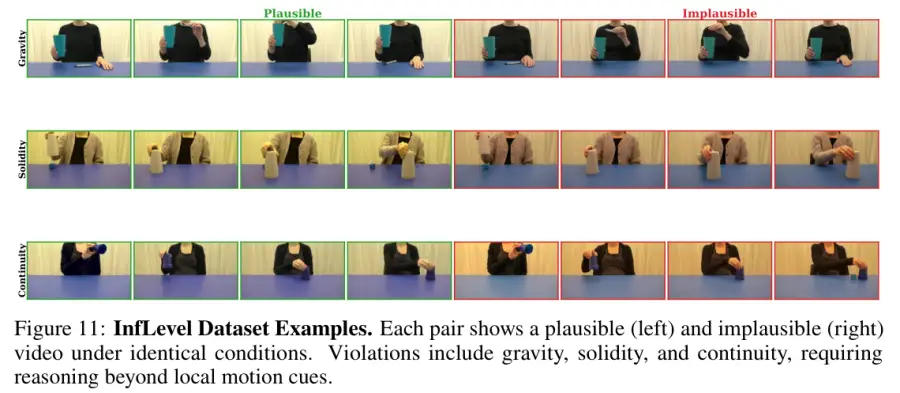 Plausible
Implausible
Gravity
Solidity
Continuity
Figure 11: InfLevel Dataset Examples. Each pair shows a plausible (left) and implausible (right)
video under identical conditions. Violations include gravity, solidity, and continuity, requiring
reasoning beyond local motion cues.